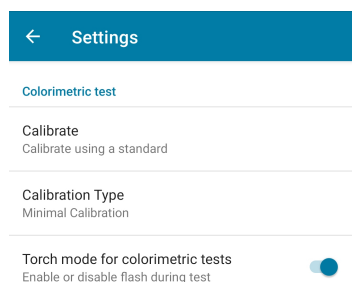 Settings
Colorimetric test
Calibrate
Calibrate using a standard
Calibration Type
Minimal Calibration
Torch mode for colorimetric tests
Enable or disable flash during test